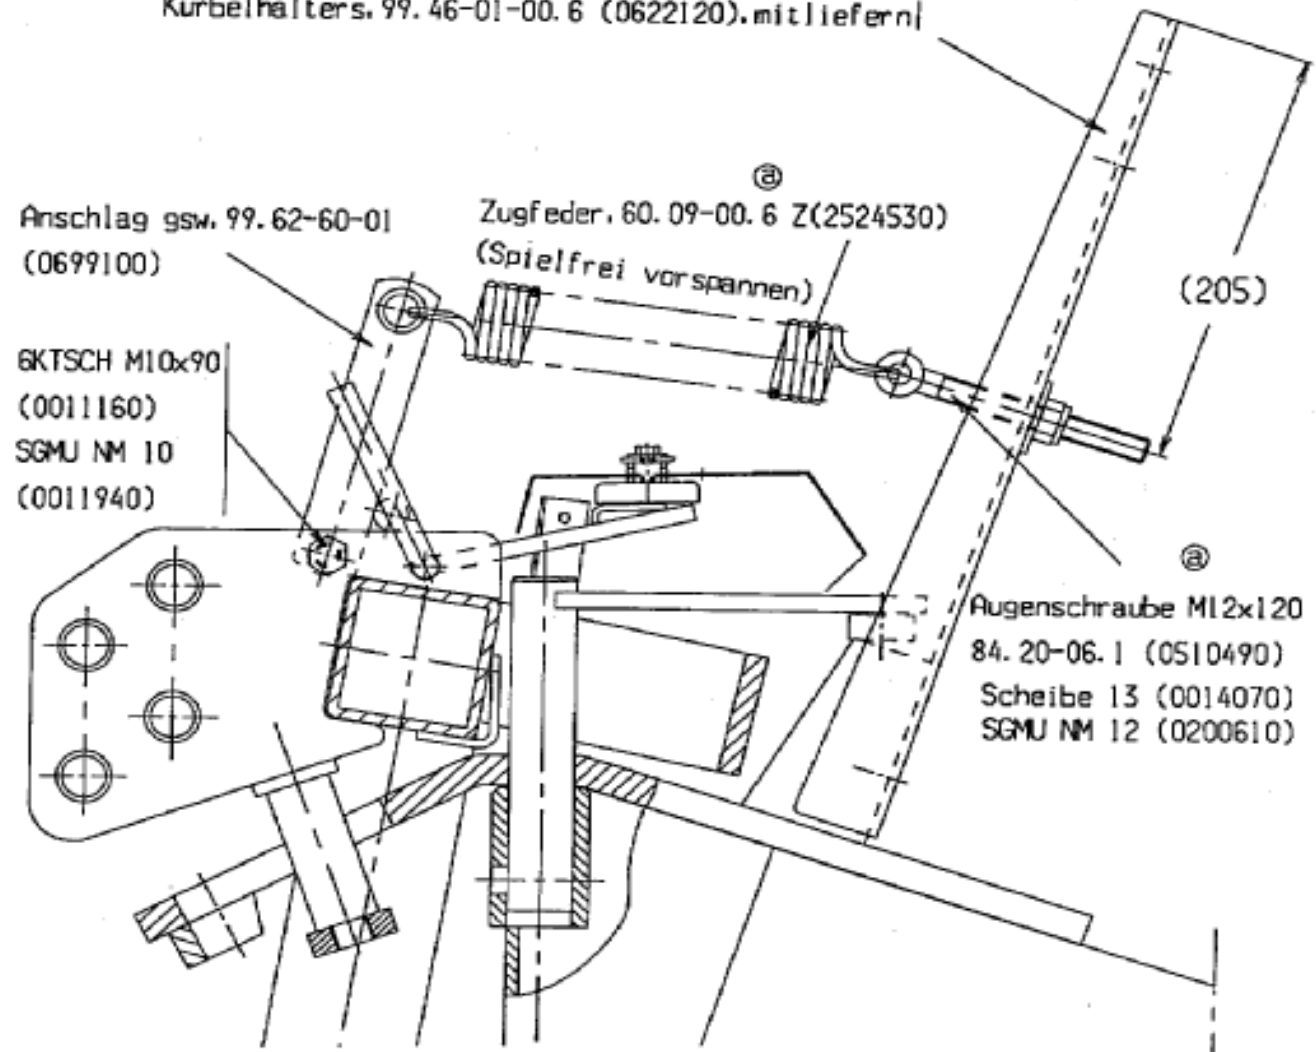 Kurbelhalters. 99. 46-01-00. 6 (0622120). mitliefern
ⓐ
Anschlag gsw. 99. 62-60-01
(0699100)
Zugfeder. 60. 09-00. 6 Z(2524530)
(Spielfrei vorspannen)
(205)
6KTSCH M10x90
(0011160)
SGMU NM 10
(0011940)
ⓐ
Augenschraube M12x120
84. 20-06. 1 (0510490)
Scheibe 13 (0014070)
SGMU NM 12 (0200610)